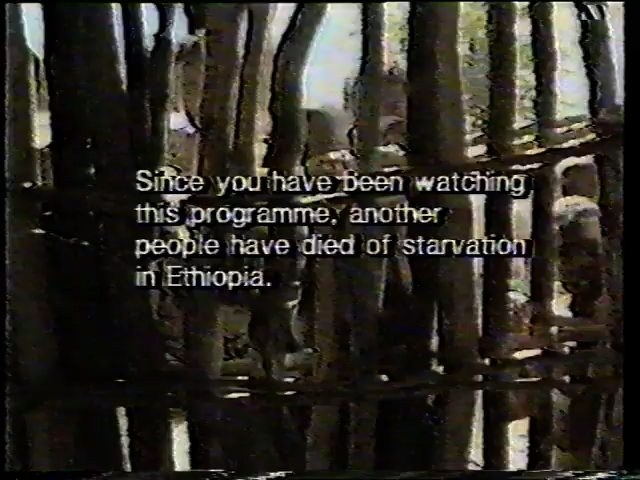 Since you have been watching
this programme, another
people have died of starvation
in Ethiopia.